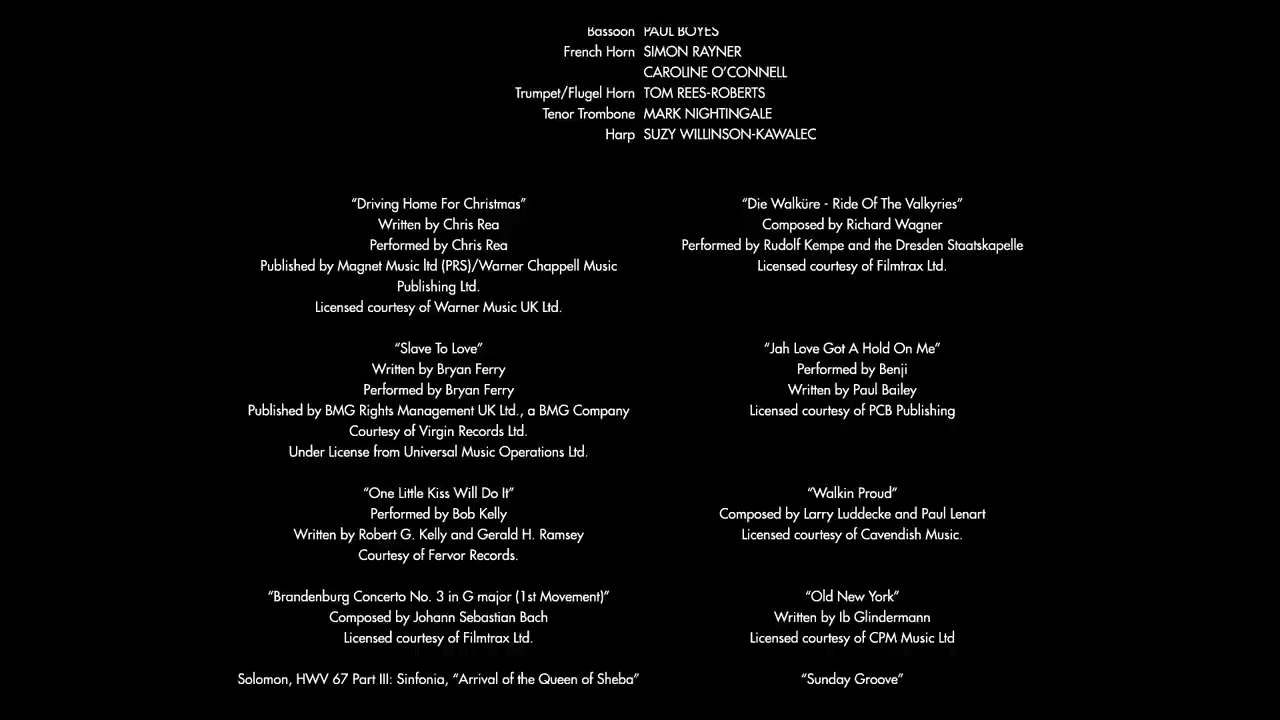 Bassoon PAUL BOYES
French Horn SIMON RAYNER
CAROLINE O'CONNELL
Trumpet/Flugel Horn TOM REES-ROBERTS
Tenor Trombone MARK NIGHTINGALE
Harp SUZY WILLINSON-KAWALEC
“Driving Home For Christmas”
Written by Chris Rea
Performed by Chris Rea
Published by Magnet Music ltd (PRS)/Warner Chappell Music
Publishing Ltd.
Licensed courtesy of Warner Music UK Ltd.
“Die Walküre - Ride Of The Valkyries”
Composed by Richard Wagner
Performed by Rudolf Kempe and the Dresden Staatskapelle
Licensed courtesy of Filmtrax Ltd.
“Slave To Love”
Written by Bryan Ferry
Performed by Bryan Ferry
Published by BMG Rights Management UK Ltd., a BMG Company
Courtesy of Virgin Records Ltd.
Under License from Universal Music Operations Ltd.
“Jah Love Got A Hold On Me”
Performed by Benji
Written by Paul Bailey
Licensed courtesy of PCB Publishing
“One Little Kiss Will Do It”
Performed by Bob Kelly
Written by Robert G. Kelly and Gerald H. Ramsey
Courtesy of Fervor Records.
“Walkin Proud”
Composed by Larry Luddecke and Paul Lenart
Licensed courtesy of Cavendish Music.
“Brandenburg Concerto No. 3 in G major (1st Movement)”
Composed by Johann Sebastian Bach
Licensed courtesy of Filmtrax Ltd.
“Old New York”
Written by Ib Glindermann
Licensed courtesy of CPM Music Ltd
Solomon, HWV 67 Part III: Sinfonia, “Arrival of the Queen of Sheba”
“Sunday Groove”